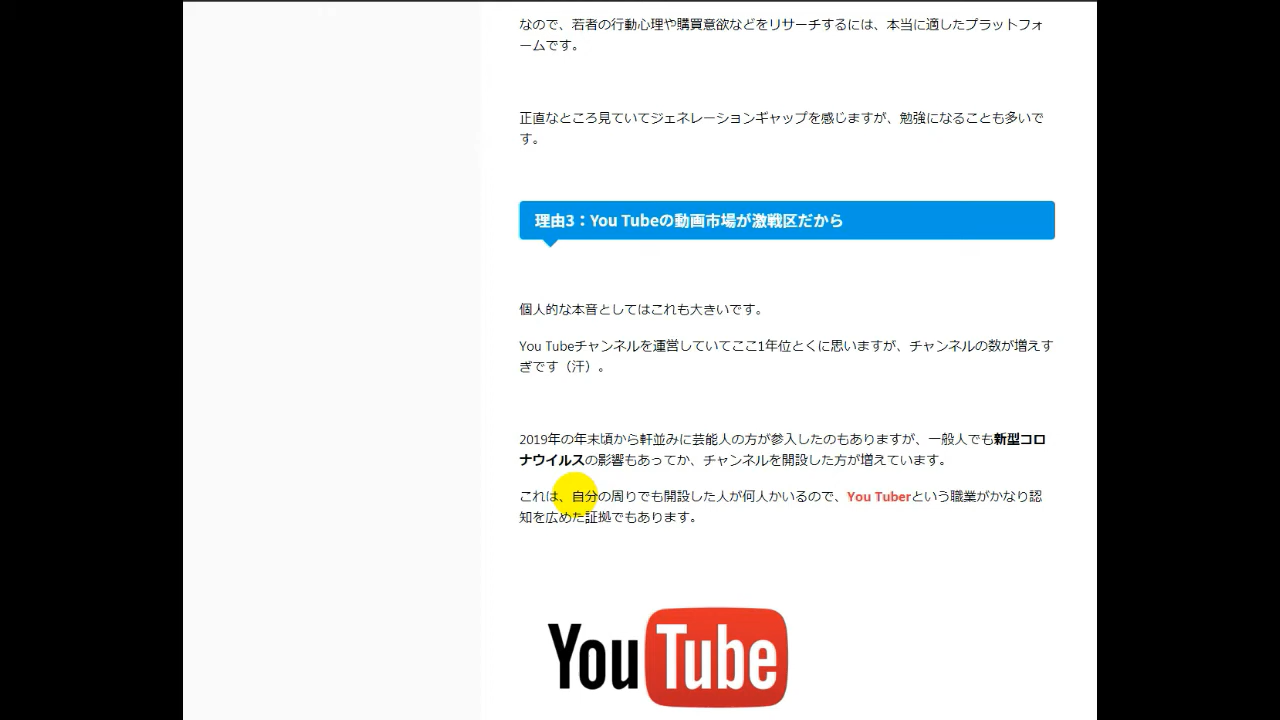 なので、若者の行動心理や購買意欲などをリサーチするには、本当に適したプラットフォ
ームです。
正直なところ見ていてジェネレーションギャップを感じますが、勉強になることも多いで
す。
理由3：You Tubeの動画市場が激戦区だから
個人的な本音としてはこれも大きいです。
You Tubeチャンネルを運営していてここ1年位とくに思いますが、チャンネルの数が増えす
ぎです（汗）。
2019年の年末頃から軒並みに芸能人の方が参入したのもありますが、一般人でも新型コロ
ナウイルスの影響もあってか、チャンネルを開設した方が増えています。
これは、自分の周りでも開設した人が何人かいるので、You Tuberという職業がかなり認
知を広めた証拠でもあります。
YouTube